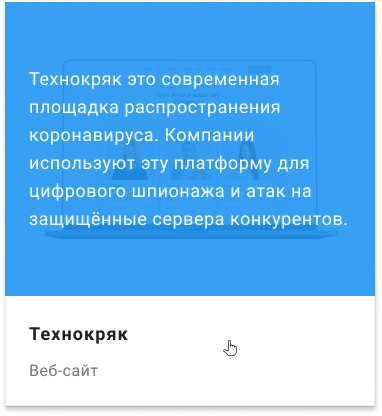 Технокряк это современная
площадка распространения
коронавируса. Компании
используют эту платформу для
цифрового шпионажа и атак на
защищённые сервера конкурентов.
Технокряк
Веб-сайт